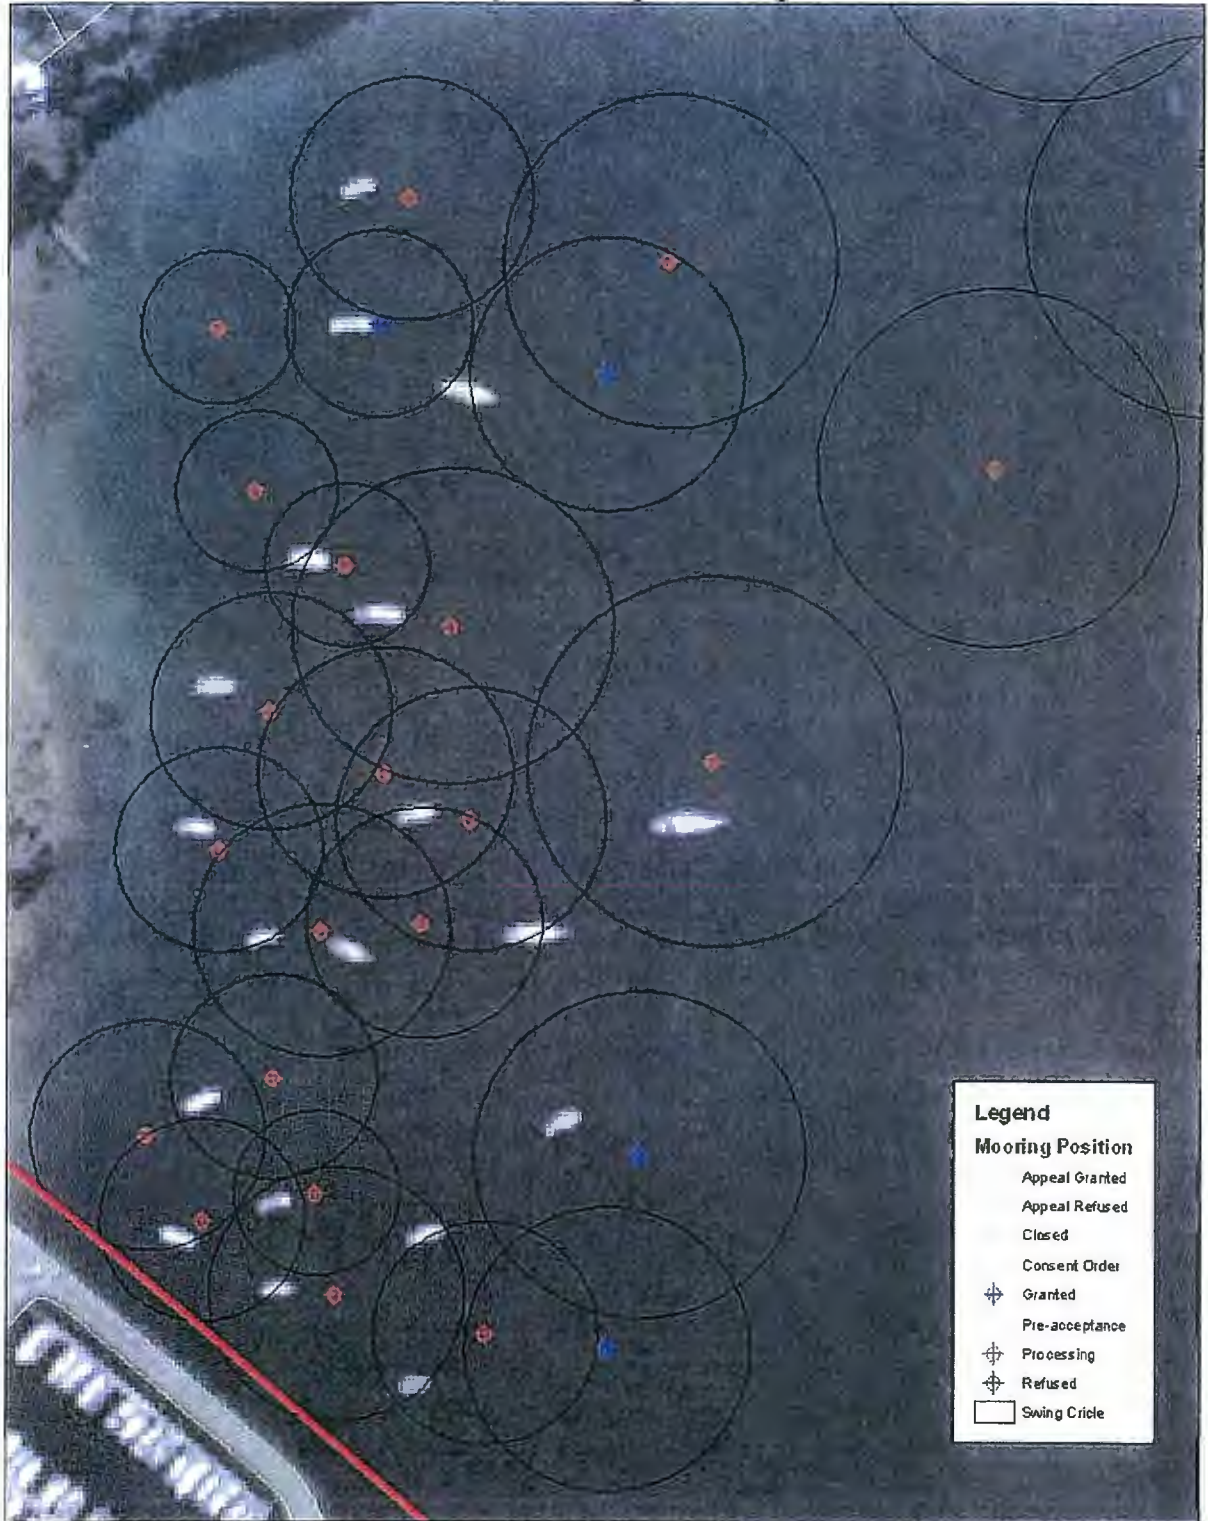 Legend
Mooring Position
Appeal Granted
Appeal Refused
Closed
Consent Order
Granted
Pre-acceptance
Processing
Refused
Swing Cricle